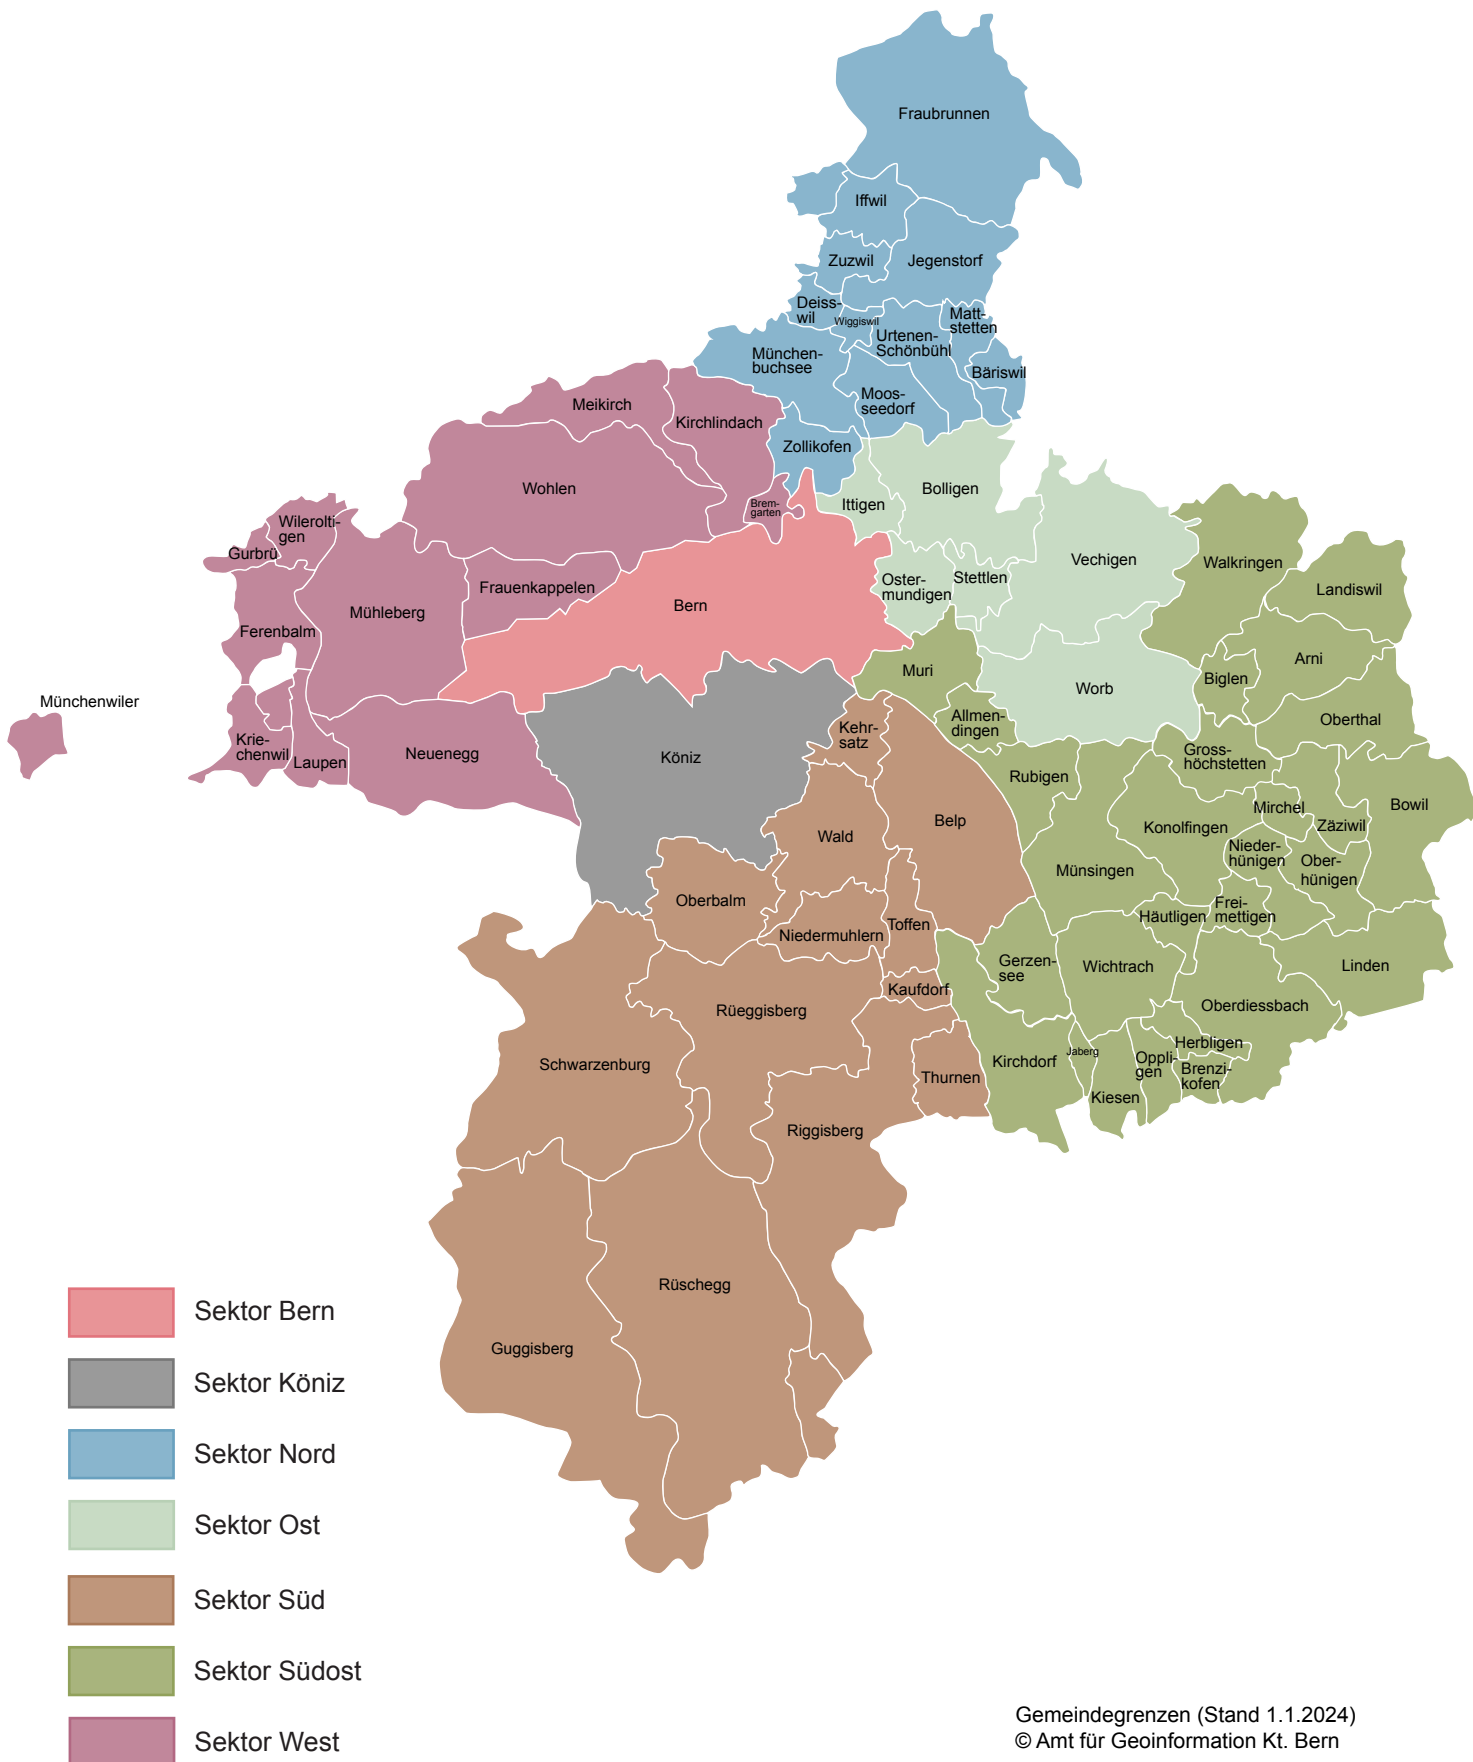 Fraubrunnen
Iffwil
Zuzwil
Jegenstorf
Deiss-
wil
Wiggiswil
Matt-
stetten
Urtenen-
Schönbühl
München-
buchsee
Bäriswil
Moos-
seedorf
Meikirch
Kirchlindach
Zollikofen
Wohlen
Bolligen
Ittigen
Brem-
garten
Wilerolti-
gen
Gurbrü
Vechigen
Walkringen
Oster-
mundigen
Stettlen
Frauenkappelen
Landiswil
Bern
Mühleberg
Ferenbalm
Arni
Muri
Biglen
Worb
Münchenwiler
Allmen-
dingen
Oberthal
Kehr-
satz
Krie-
chenwil
Laupen
Neuenegg
Köniz
Gross-
höchstetten
Rubigen
Mirchel
Bowil
Belp
Konolfingen
Zäziwil
Wald
Nieder-
hünigen
Ober-
hünigen
Münsingen
Oberbalm
Häutligen
Frei-
mettigen
Toffen
Niedermuhlern
Gerzen-
see
Wichtrach
Linden
Kaufdorf
Rüeggisberg
Oberdiessbach
Herbligen
Jaberg
Schwarzenburg
Kirchdorf
Oppli-
gen
Brenzi-
kofen
Thurnen
Kiesen
Riggisberg
Rüschegg
Guggisberg
Sektor Bern
Sektor Köniz
Sektor Nord
Sektor Ost
Sektor Süd
Sektor Südost
Sektor West
Gemeindegrenzen (Stand 1.1.2024)
© Amt für Geoinformation Kt. Bern